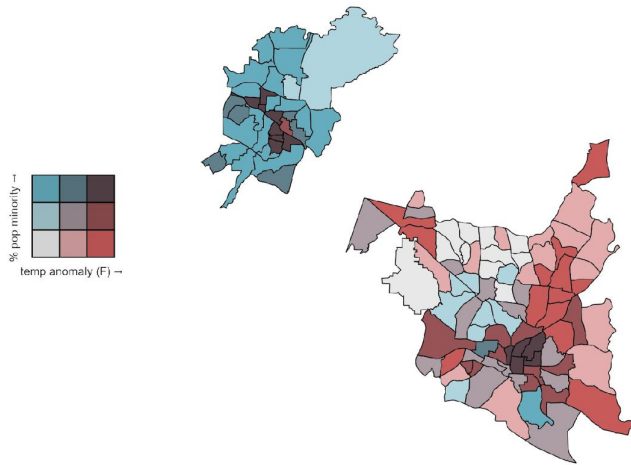 % pop minority →
temp anomaly (F) →